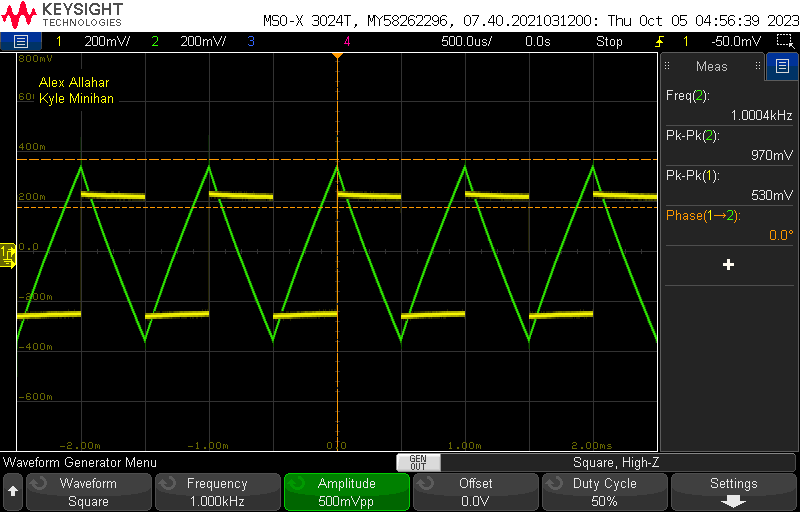 KEYSIGHT
TECHNOLOGIES
MSO-X 3024T, MY58262296, 07.40.2021031200: Thu Oct 05 04:56:39 2023
1 200mV/ 2 200mV/ 3 4 500.0us/ 0.0s Stop 1 -50.0mV
800mV
600m
Alex Allahar
Kyle Minihan
400m
200m
0.0
-200m
-400m
-600m
-2.00m -1.00m 0.0 1.00m 2.00ms
Meas
Freq(2):
1.0004kHz
Pk-Pk(2):
970mV
Pk-Pk(1):
530mV
Phase(1→2):
0.0°
+
Waveform Generator Menu
GEN
OUT
Square, High-Z
Waveform
Square
Frequency
1.000kHz
Amplitude
500mVpp
Offset
0.0V
Duty Cycle
50%
Settings